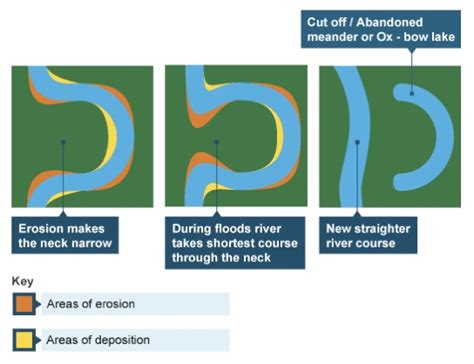 Cut off / Abandoned
meander or Ox - bow lake
Erosion makes
the neck narrow
During floods river
takes shortest course
through the neck
New straighter
river course
Key
Areas of erosion
Areas of deposition